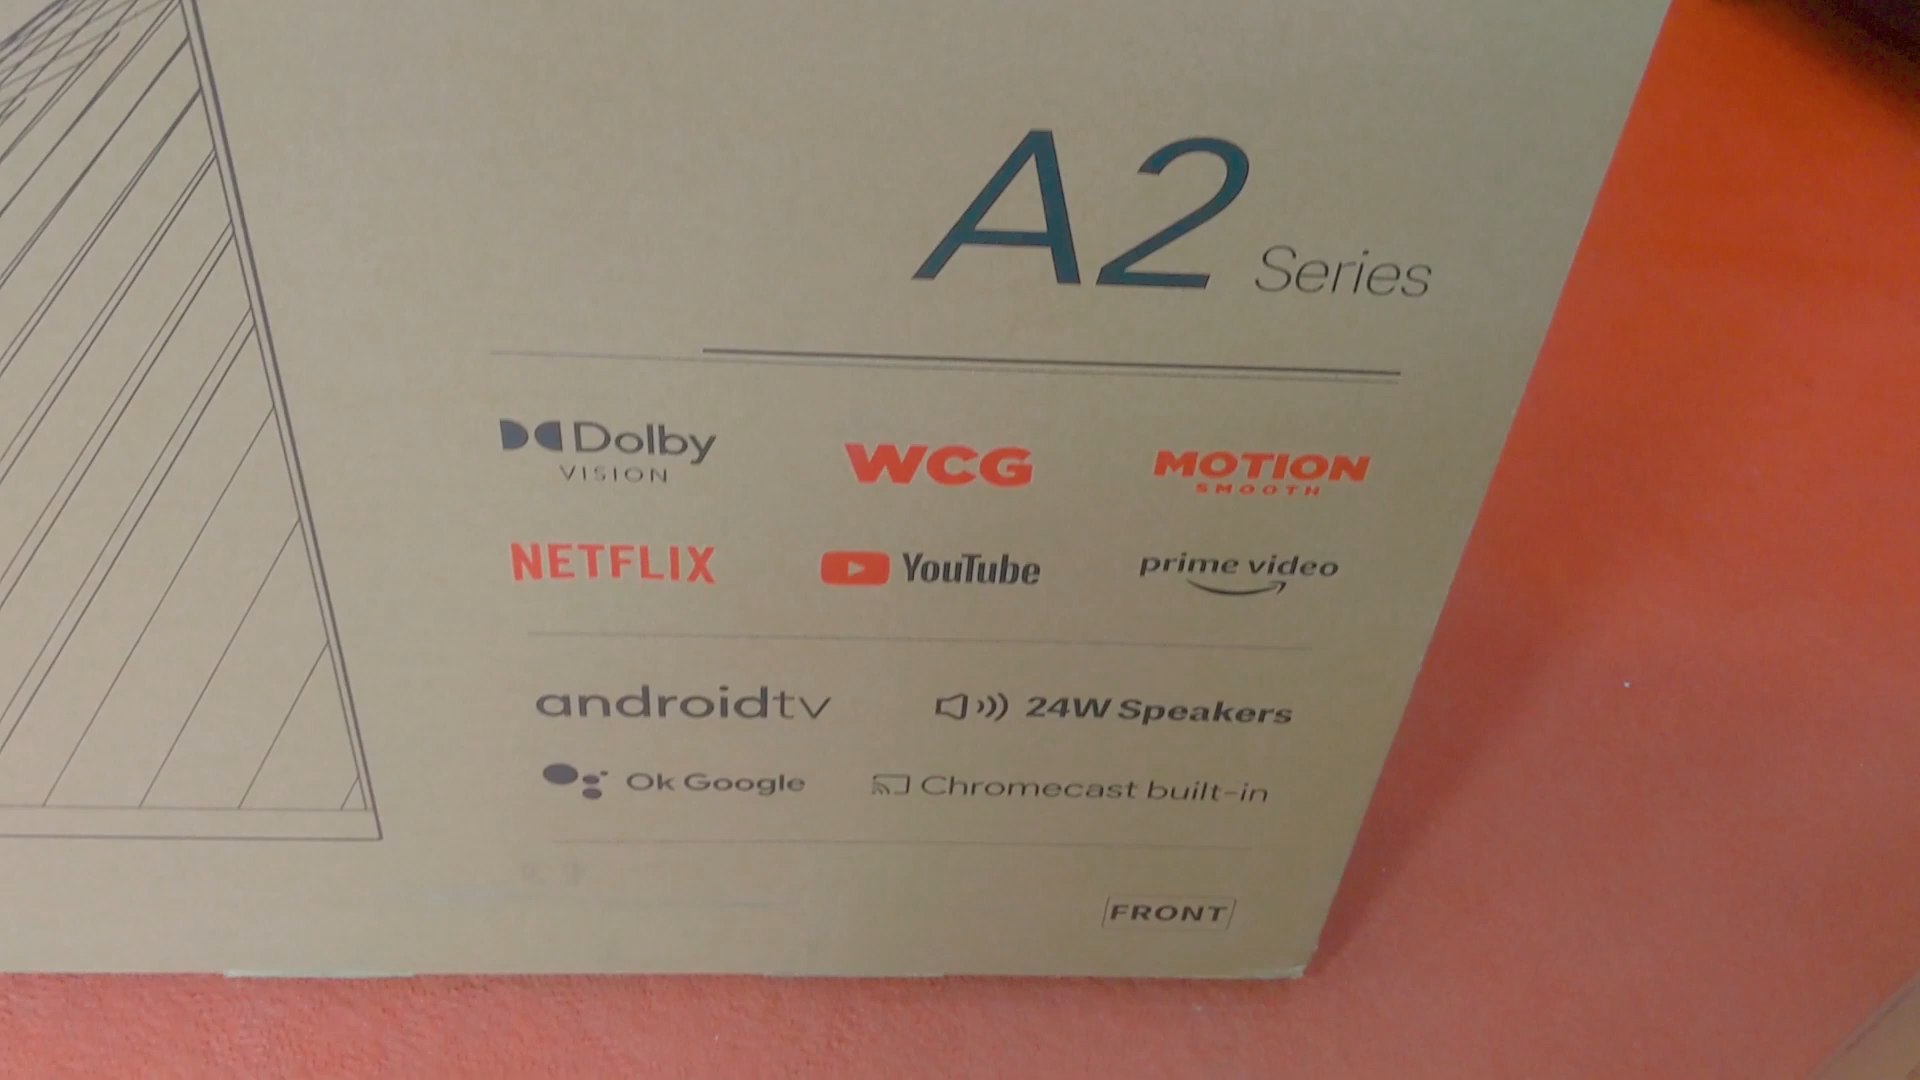 A2 Series
Dolby
VISION
WCG
MOTION
SMOOTH
NETFLIX
YouTube
prime video
androidtv
24W Speakers
Ok Google
Chromecast built-in
FRONT